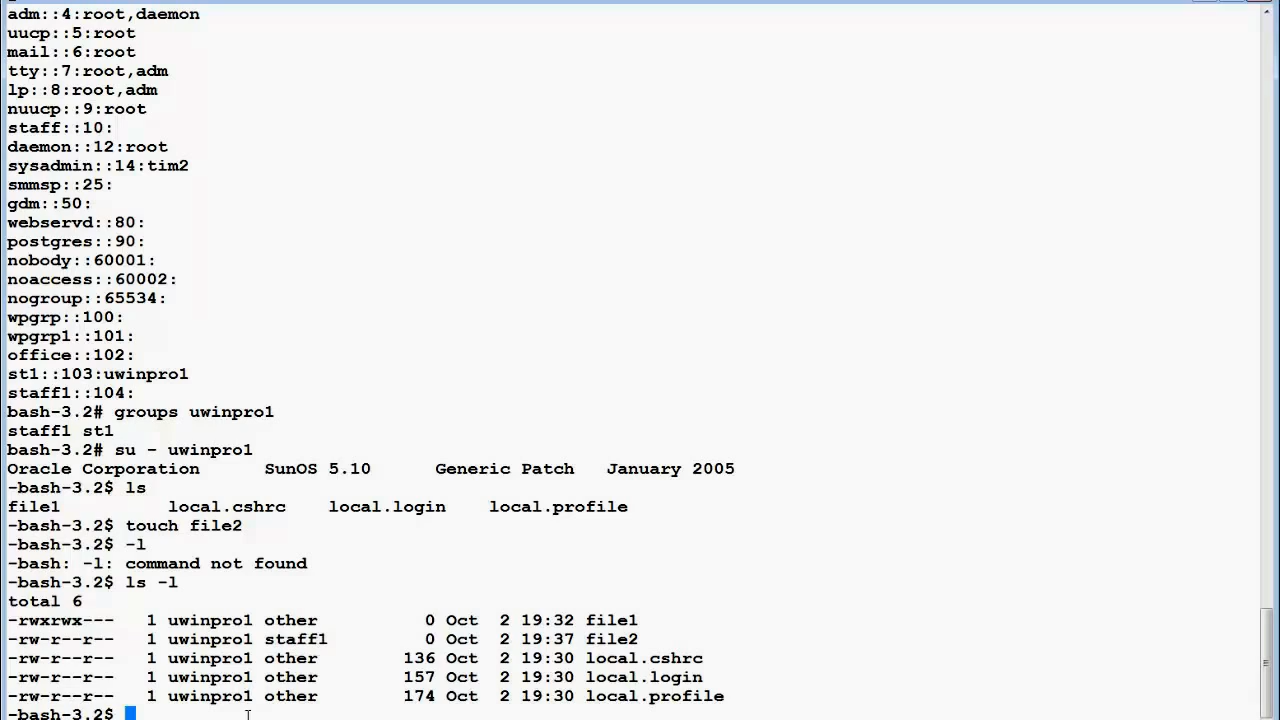 adm::4:root,daemon
uucp::5:root
mail::6:root
tty::7:root,adm
lp::8:root,adm
nuucp::9:root
staff::10:
daemon::12:root
sysadmin::14:tim2
smmsp::25:
gdm::50:
webservd::80:
postgres::90:
nobody::60001:
noaccess::60002:
nogroup::65534:
wpgrp::100:
wpgrp1::101:
office::102:
st1::103:uwinpro1
staff1::104:
bash-3.2# groups uwinpro1
staff1 st1
bash-3.2# su - uwinpro1
Oracle Corporation      SunOS 5.10      Generic Patch   January 2005
-bash-3.2$ ls
file1          local.cshrc    local.login    local.profile
-bash-3.2$ touch file2
-bash-3.2$ -l
-bash: -l: command not found
-bash-3.2$ ls -l
total 6
-rwxrwx---   1 uwinpro1 other          0 Oct  2 19:32 file1
-rw-r--r--   1 uwinpro1 staff1         0 Oct  2 19:37 file2
-rw-r--r--   1 uwinpro1 other        136 Oct  2 19:30 local.cshrc
-rw-r--r--   1 uwinpro1 other        157 Oct  2 19:30 local.login
-rw-r--r--   1 uwinpro1 other        174 Oct  2 19:30 local.profile
-bash-3.2$